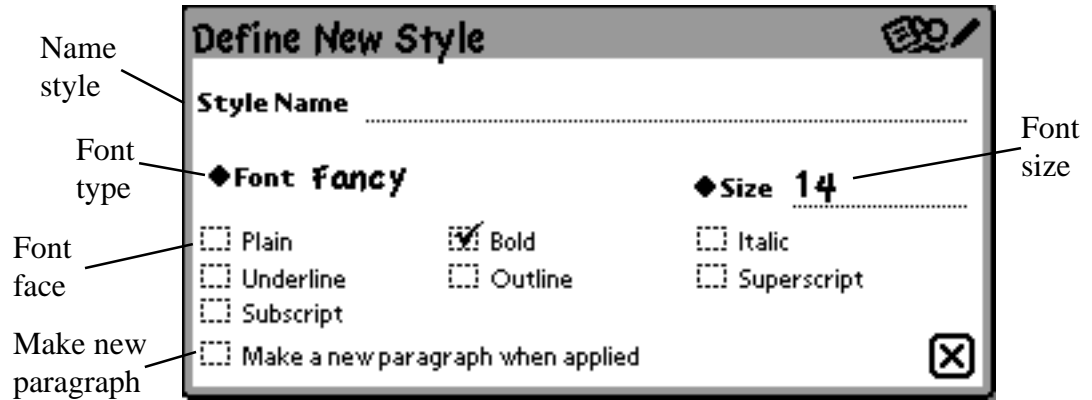 Define New Style
Name
style
Style Name
Font
size
Font
type
Font Fancy
Size 14
Font
face
Plain Bold Italic
Underline Outline Superscript
Subscript
Make new
paragraph
Make a new paragraph when applied